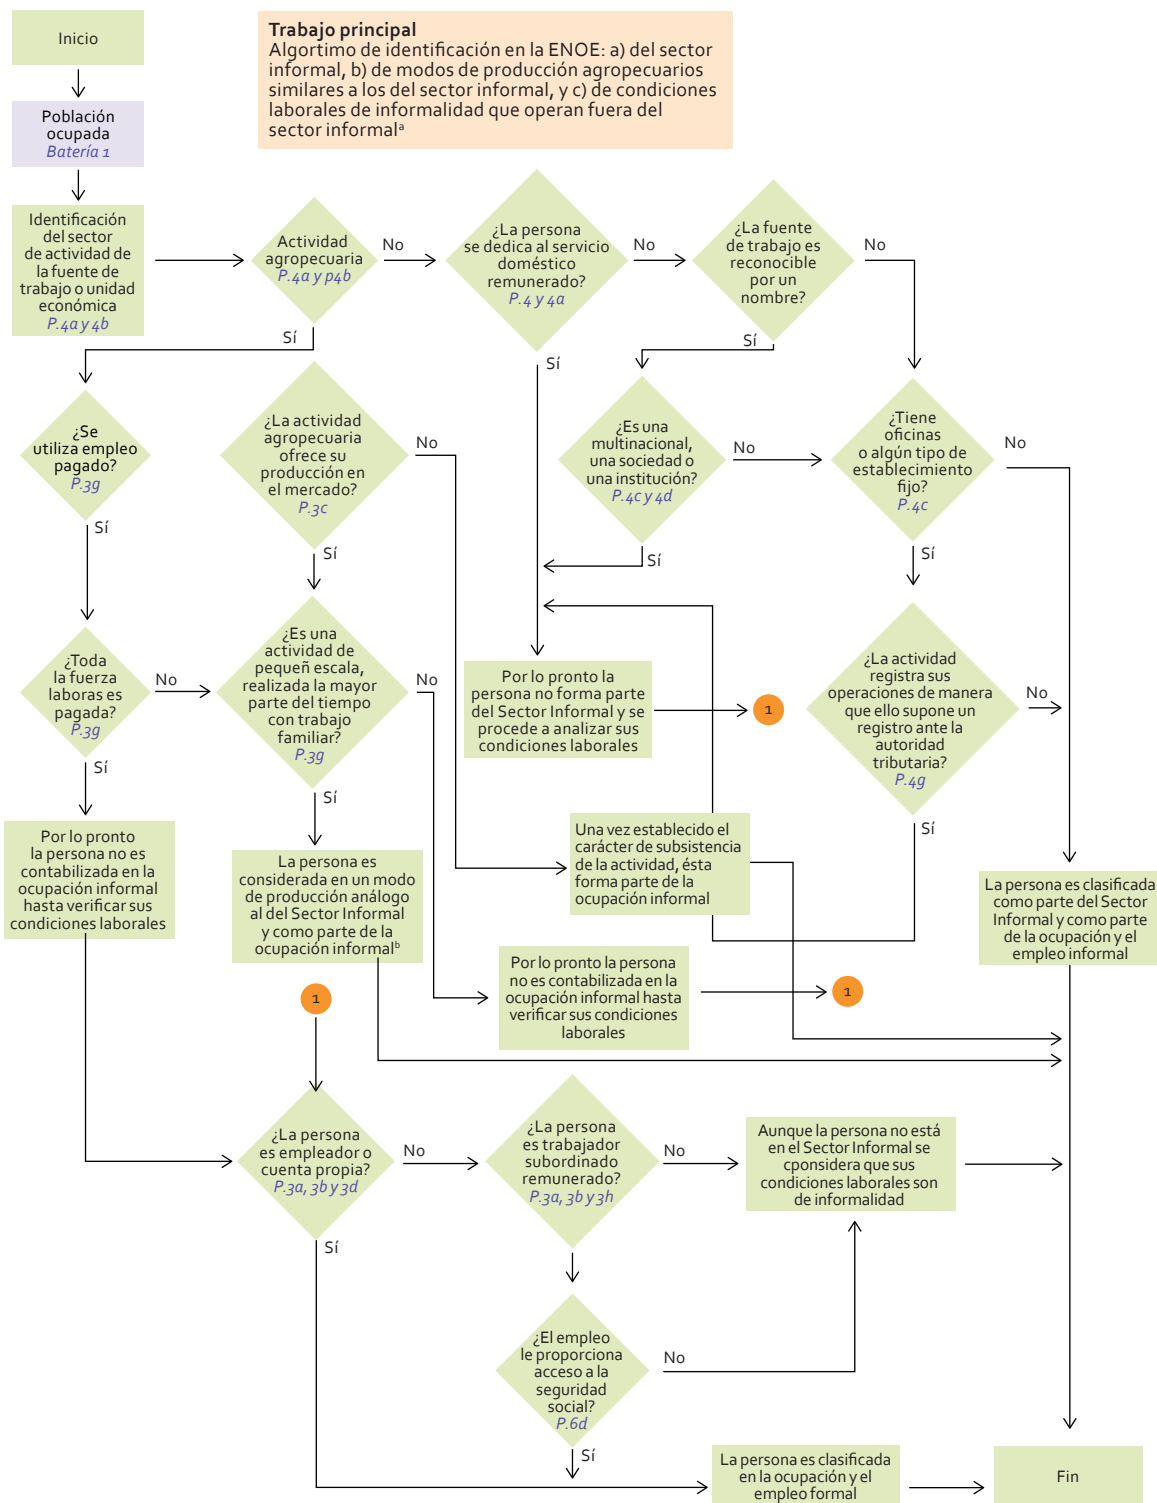 Inicio
Trabajo principal
Algortimo de identificación en la ENOE: a) del sector
informal, b) de modos de producción agropecuarios
similares a los del sector informal, y c) de condiciones
laborales de informalidad que operan fuera del
sector informalᵃ
Población
ocupada
Batería 1
Identificación
del sector
de actividad de
la fuente de
trabajo o unidad
económica
P.4a y 4b
Actividad
agropecuaria
P.4a y p4b
No
¿La persona
se dedica al servicio
doméstico
remunerado?
P.4 y 4a
No
¿La fuente
de trabajo es
reconocible
por un
nombre?
No
Sí
Sí
Sí
¿Se
utiliza empleo
pagado?
P.3g
¿La actividad
agropecuaria
ofrece su
producción en
el mercado?
P.3c
No
¿Es una
multinacional,
una sociedad o
una institución?
P.4c y 4d
No
¿Tiene
oficinas
o algún tipo de
establecimiento
fijo?
P.4c
No
Sí
Sí
Sí
Sí
¿Toda
la fuerza
laboras es
pagada?
P.3g
No
¿Es una
actividad de
pequeñ escala,
realizada la mayor
parte del tiempo
con trabajo
familiar?
P.3g
No
Por lo pronto la
persona no forma parte
del Sector Informal y se
procede a analizar sus
condiciones laborales
1
¿La actividad
registra sus
operaciones de manera
que ello supone un
registro ante la
autoridad
tributaria?
P.4g
No
Sí
Sí
Sí
Por lo pronto
la persona no es
contabilizada en la
ocupación informal
hasta verificar sus
condiciones laborales
La persona es
considerada en un modo
de producción análogo
al del Sector Informal
y como parte de la
ocupación informalᵇ
Una vez establecido el
carácter de subsistencia
de la actividad, ésta
forma parte de la
ocupación informal
La persona es clasificada
como parte del Sector
Informal y como parte
de la ocupación y el
empleo informal
Por lo pronto la persona
no es contabilizada en la
ocupación informal hasta
verificar sus condiciones
laborales
1
1
¿La persona
es empleador o
cuenta propia?
P.3a, 3b y 3d
No
¿La persona
es trabajador
subordinado
remunerado?
P.3a, 3b y 3h
No
Aunque la persona no está
en el Sector Informal se
cponsidera que sus
condiciones laborales son
de informalidad
Sí
¿El empleo
le proporciona
acceso a la
seguridad
social?
P.6d
No
Sí
La persona es clasificada
en la ocupación y el
empleo formal
Fin